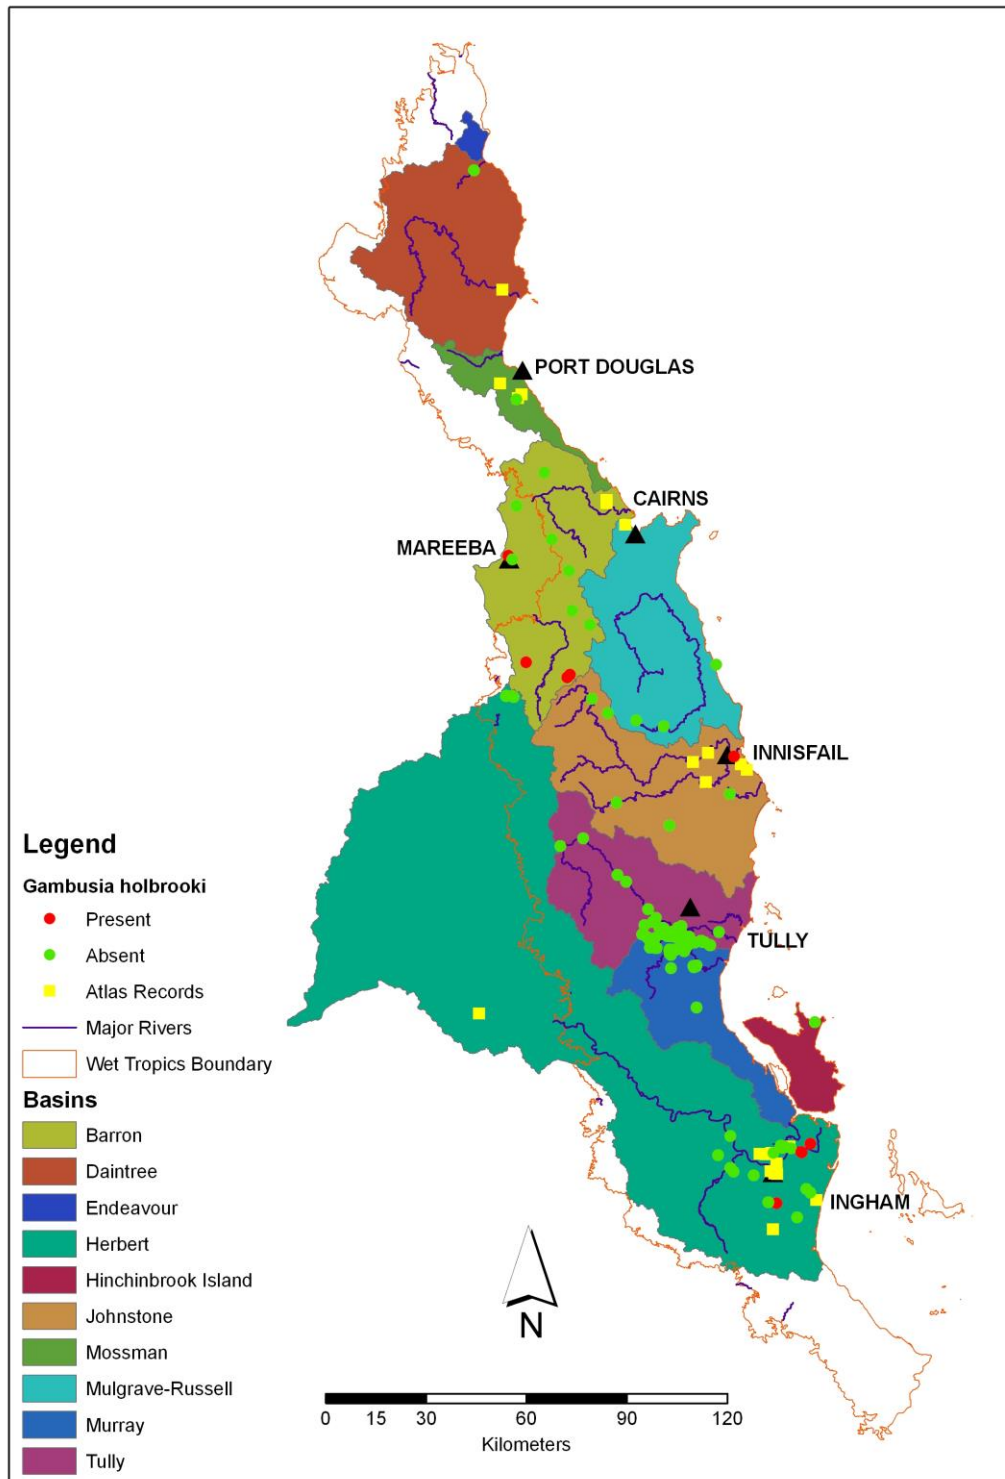 PORT DOUGLAS
CAIRNS
MAREEBA
INNISFAIL
TULLY
INGHAM
Legend
Gambusia holbrooki
Present
Absent
Atlas Records
Major Rivers
Wet Tropics Boundary
Basins
Barron
Daintree
Endeavour
Herbert
Hinchinbrook Island
Johnstone
Mossman
Mulgrave-Russell
Murray
Tully
N
0 15 30 60 90 120
Kilometers